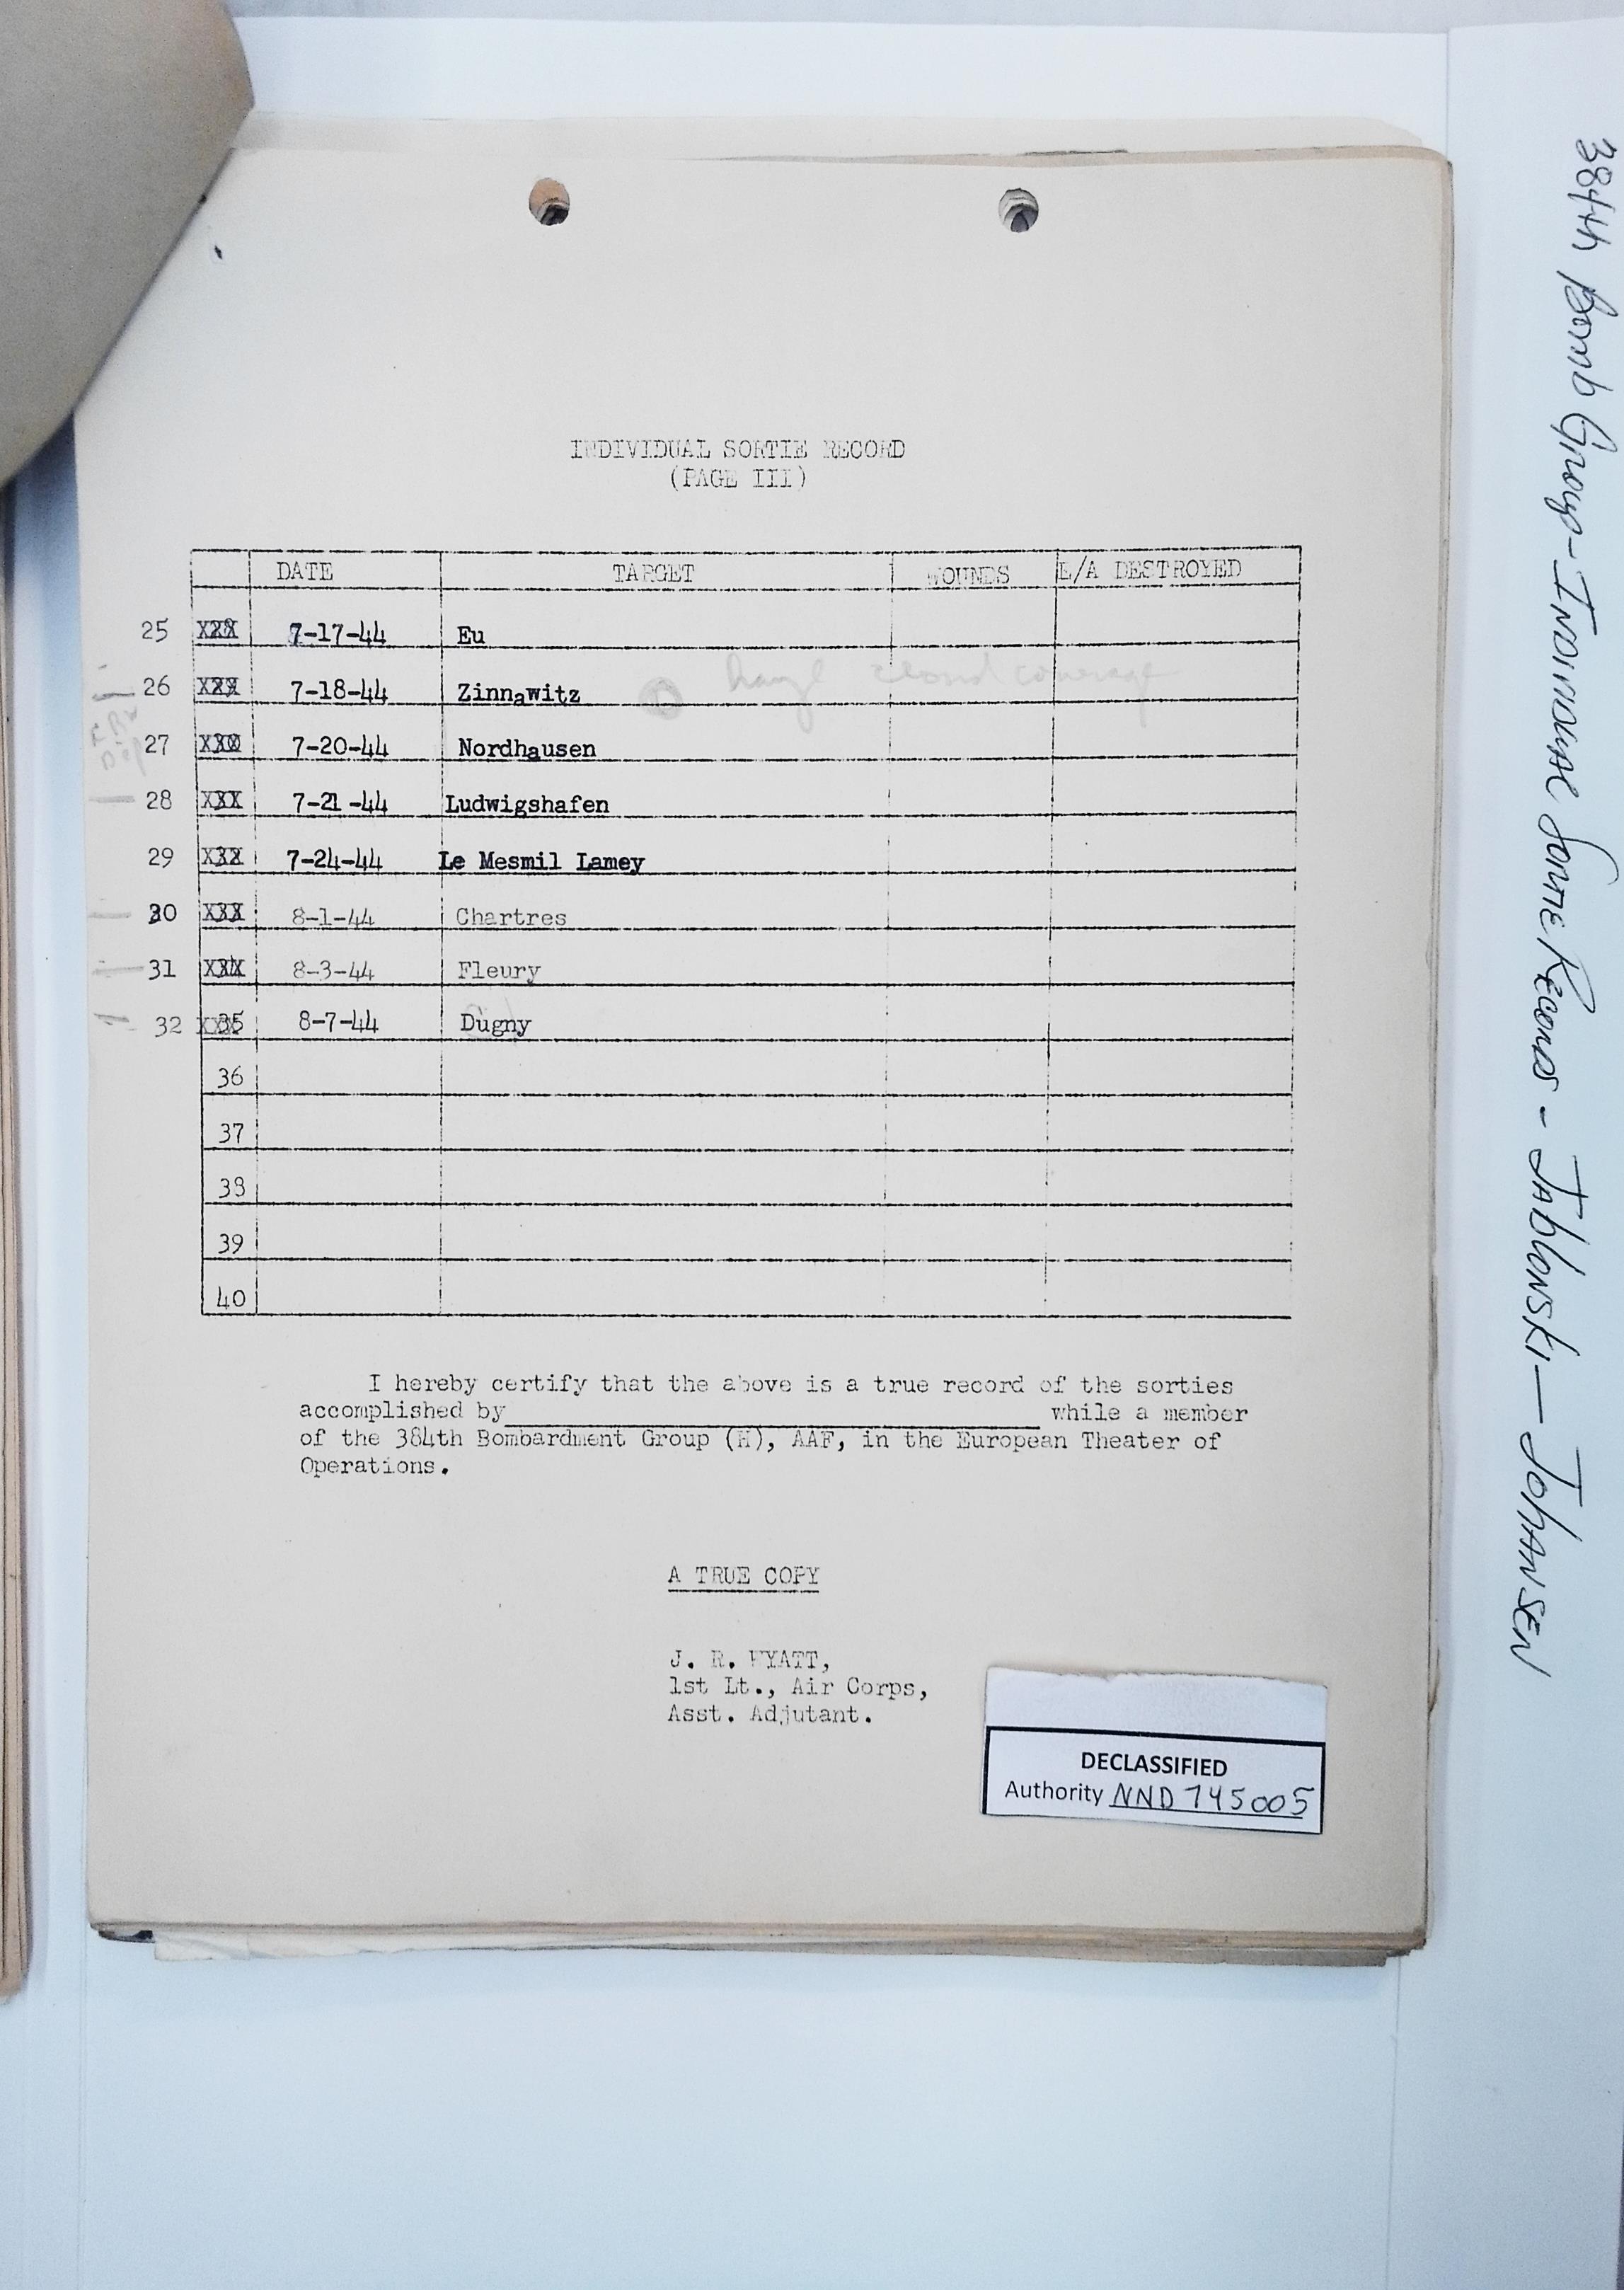 INDIVIDUAL SORTIE RECORD
(PAGE III)
DATE TARGET WOUNDS E/A DESTROYED
25 XXX 7-17-44 Eu
26 XXX 7-18-44 Zinnawitz cloud coverage
27 XXX 7-20-44 Nordhausen
28 XXX 7-21-44 Ludwigshafen
29 XXX 7-24-44 Le Mesmil Lamey
30 XXX 8-1-44 Chartres
31 XXX 8-3-44 Fleury
32 XX35 8-7-44 Dugny
36
37
38
39
40
I hereby certify that the above is a true record of the sorties
accomplished by while a member
of the 384th Bombardment Group (H), AAF, in the European Theater of
Operations.
A TRUE COPY
J. R. WYATT,
1st Lt., Air Corps,
Asst. Adjutant.
DECLASSIFIED
Authority NND 745005
384th Bomb Group - INDIVIDUAL SORTIE RECORDS - JABLONSKI — JOHANSEN